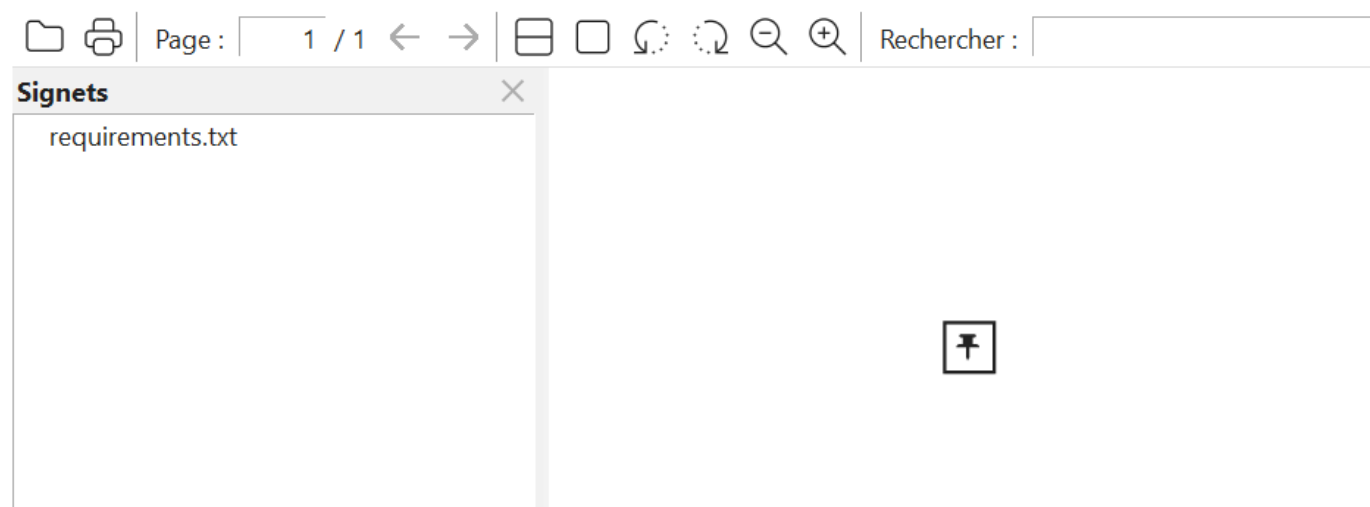 Page : 1 / 1 Rechercher :
Signets
requirements.txt